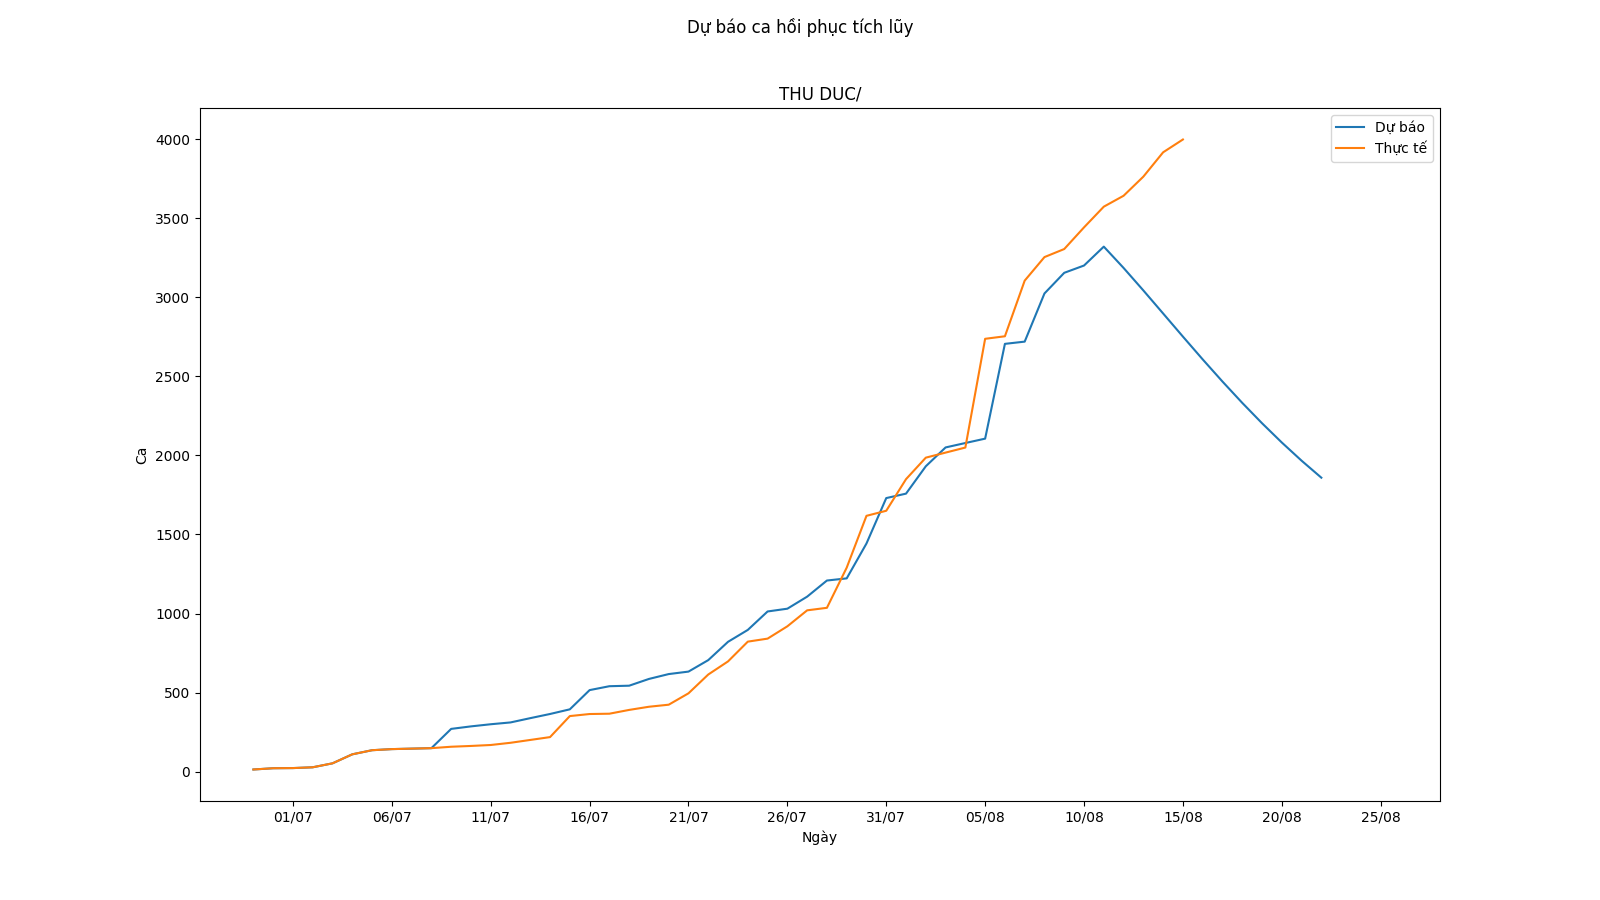 Dự báo ca hồi phục tích lũy
THU DUC/
Dự báo
Thực tế
4000
3500
3000
2500
2000
1500
1000
500
0
Ca
01/07 06/07 11/07 16/07 21/07 26/07 31/07 05/08 10/08 15/08 20/08 25/08
Ngày